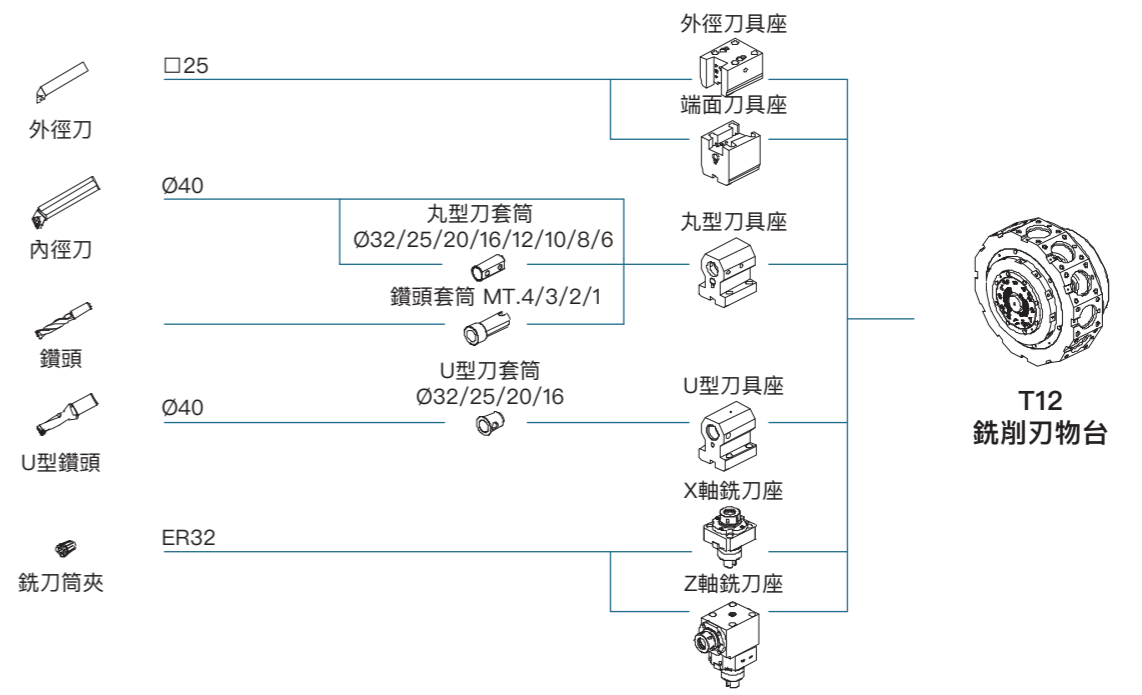 外徑刀具座
□25
端面刀具座
外徑刀
Ø40
丸型刀套筒
Ø32/25/20/16/12/10/8/6
丸型刀具座
內徑刀
鑽頭套筒 MT.4/3/2/1
鑽頭
U型刀套筒
Ø32/25/20/16
U型刀具座
Ø40
T12
銑削刃物台
U型鑽頭
X軸銑刀座
ER32
銑刀筒夾
Z軸銑刀座